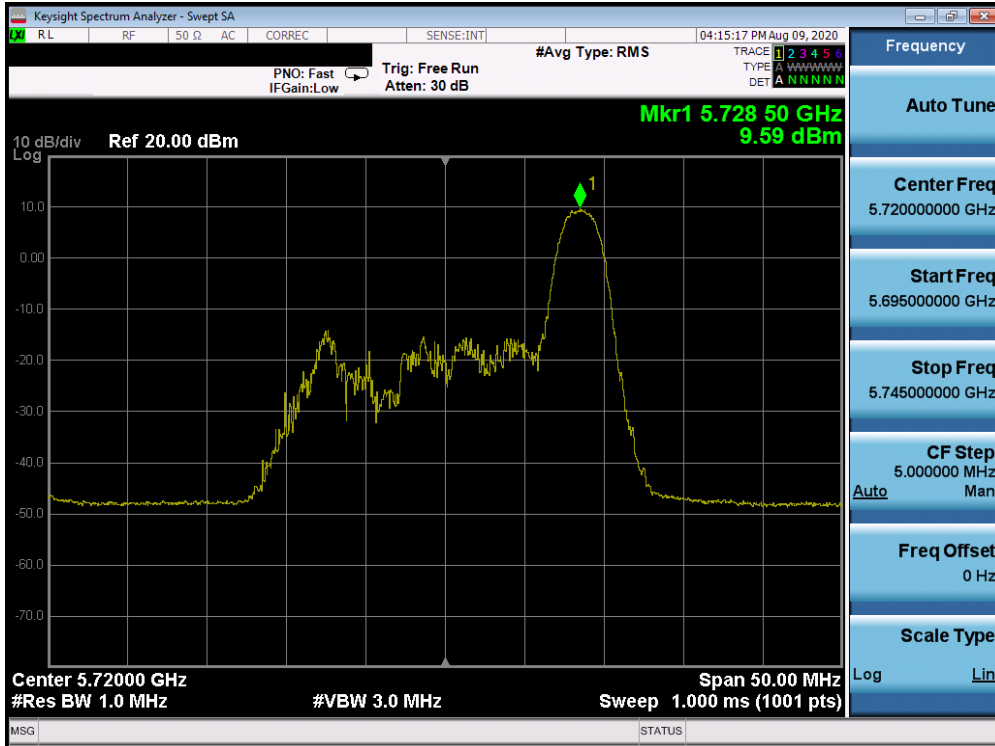 Keysight Spectrum Analyzer - Swept SA
LXI RL RF 50 Ω AC CORREC SENSE:INT 04:15:17 PM Aug 09, 2020
#Avg Type: RMS TRACE 1 2 3 4 5 6
PNO: Fast Trig: Free Run TYPE A WWWWW
IFGain:Low Atten: 30 dB DET A N N N N N
Mkr1 5.728 50 GHz
9.59 dBm
10 dB/div Ref 20.00 dBm
Log
1
10.0
0.00
-10.0
-20.0
-30.0
-40.0
-50.0
-60.0
-70.0
Center 5.72000 GHz Span 50.00 MHz
#Res BW 1.0 MHz #VBW 3.0 MHz Sweep 1.000 ms (1001 pts)
MSG STATUS
Frequency
Auto Tune
Center Freq
5.720000000 GHz
Start Freq
5.695000000 GHz
Stop Freq
5.745000000 GHz
CF Step
5.000000 MHz
Auto Man
Freq Offset
0 Hz
Scale Type
Log Lin